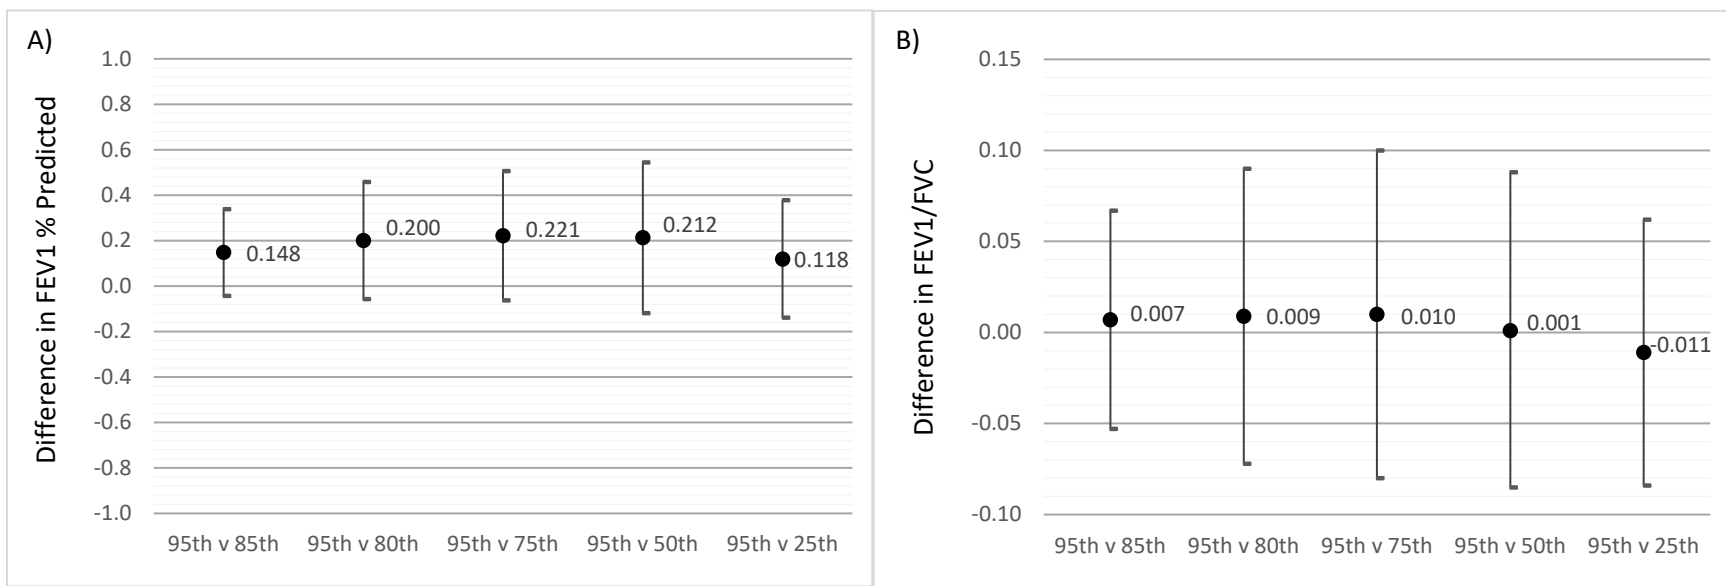 A)
Difference in FEV1 % Predicted
1.0
0.8
0.6
0.4
0.2
0.0
-0.2
-0.4
-0.6
-0.8
-1.0
0.148
0.200
0.221
0.212
0.118
95th v 85th
95th v 80th
95th v 75th
95th v 50th
95th v 25th
B)
Difference in FEV1/FVC
0.15
0.10
0.05
0.00
-0.05
-0.10
0.007
0.009
0.010
0.001
-0.011
95th v 85th
95th v 80th
95th v 75th
95th v 50th
95th v 25th